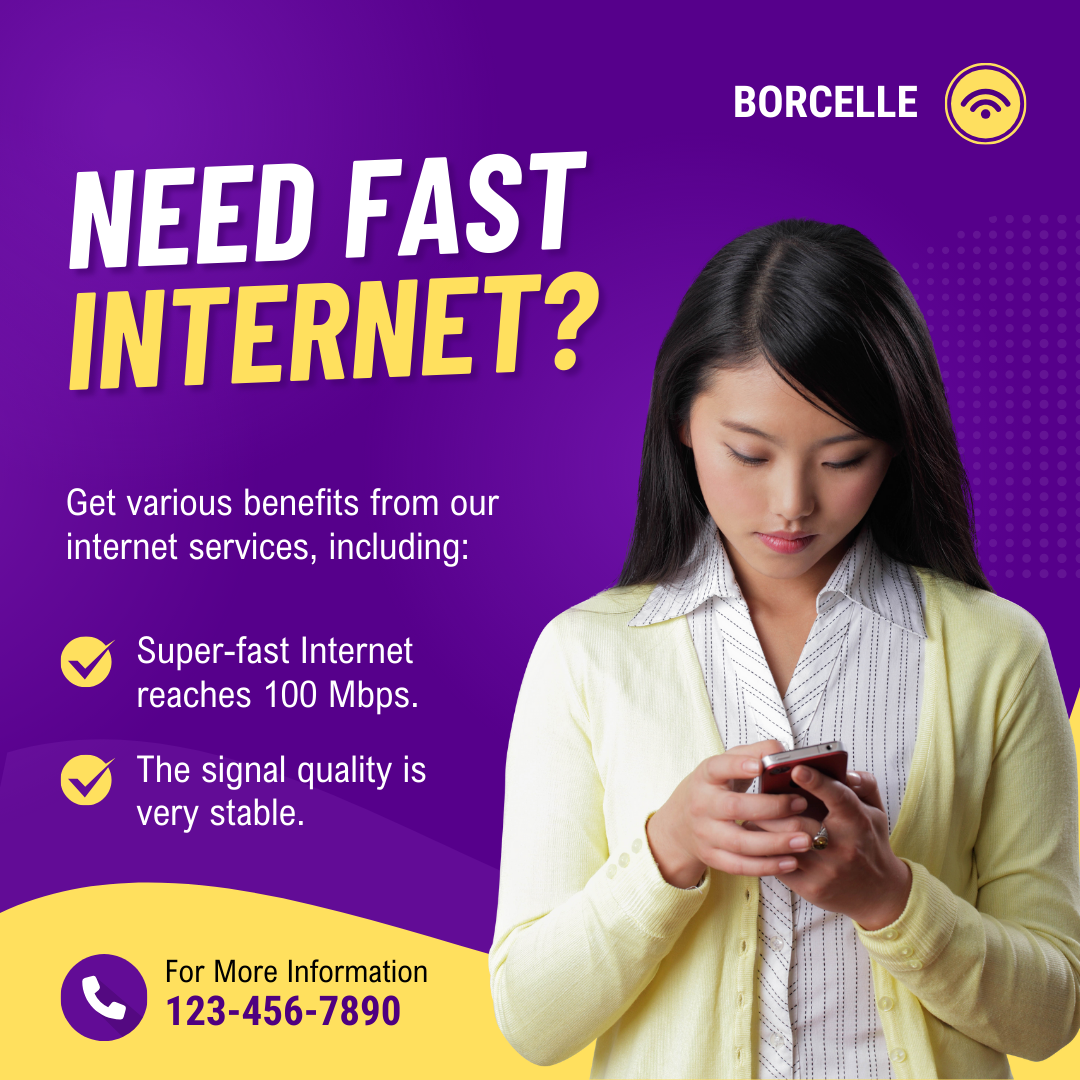 BORCELLE
NEED FAST
INTERNET?
Get various benefits from our
internet services, including:
Super-fast Internet
reaches 100 Mbps.
The signal quality is
very stable.
For More Information
123-456-7890